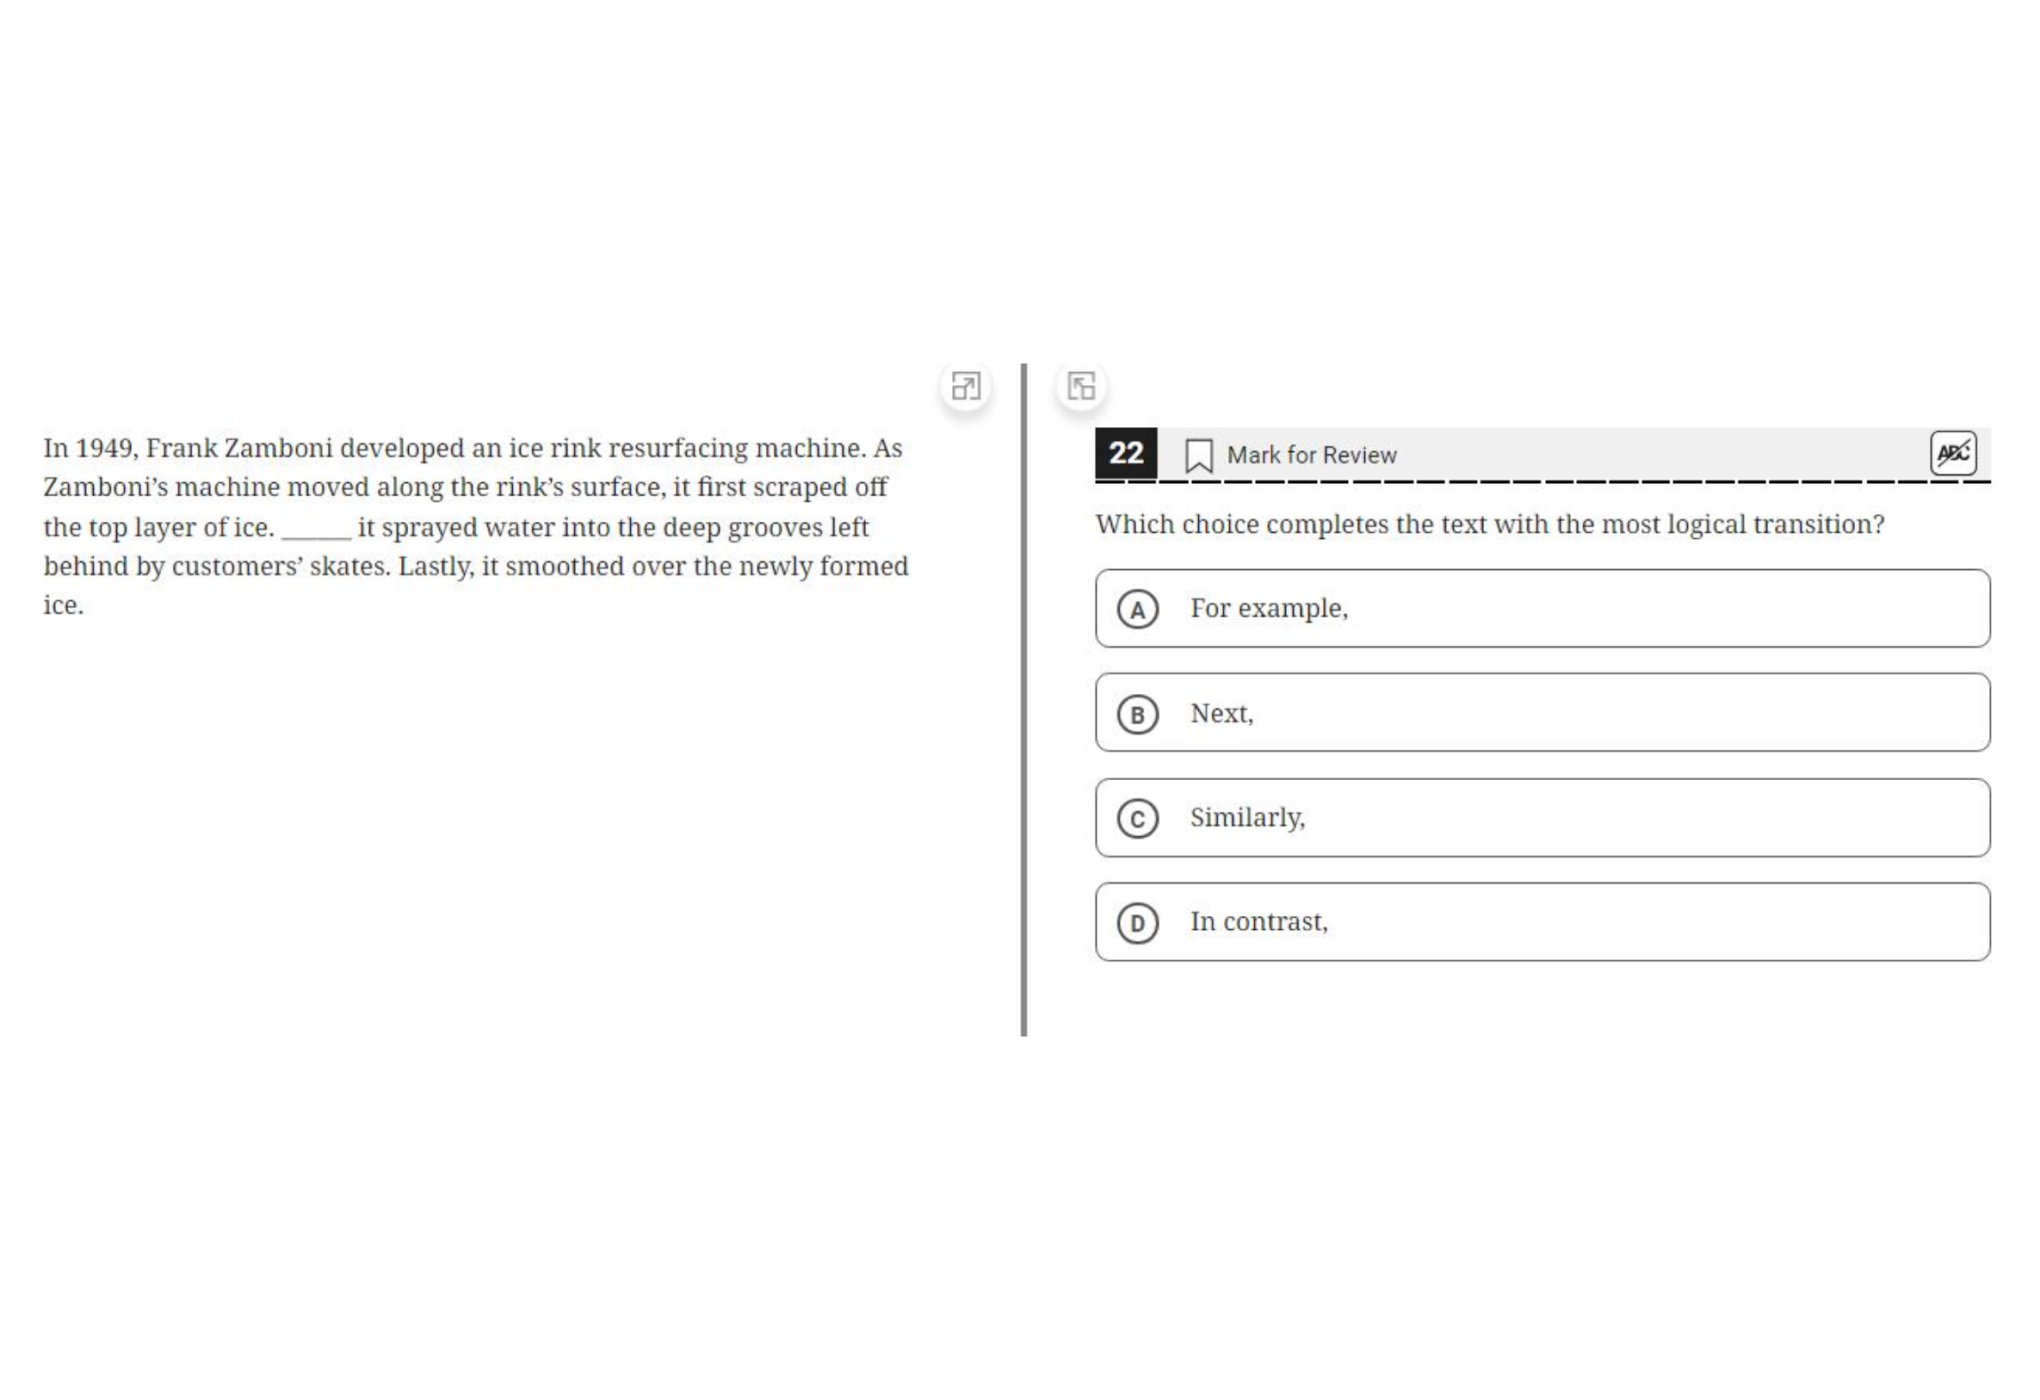 In 1949, Frank Zamboni developed an ice rink resurfacing machine. As
Zamboni’s machine moved along the rink’s surface, it first scraped off
the top layer of ice. ______ it sprayed water into the deep grooves left
behind by customers’ skates. Lastly, it smoothed over the newly formed
ice.
22 Mark for Review ABC
Which choice completes the text with the most logical transition?
A For example,
B Next,
C Similarly,
D In contrast,